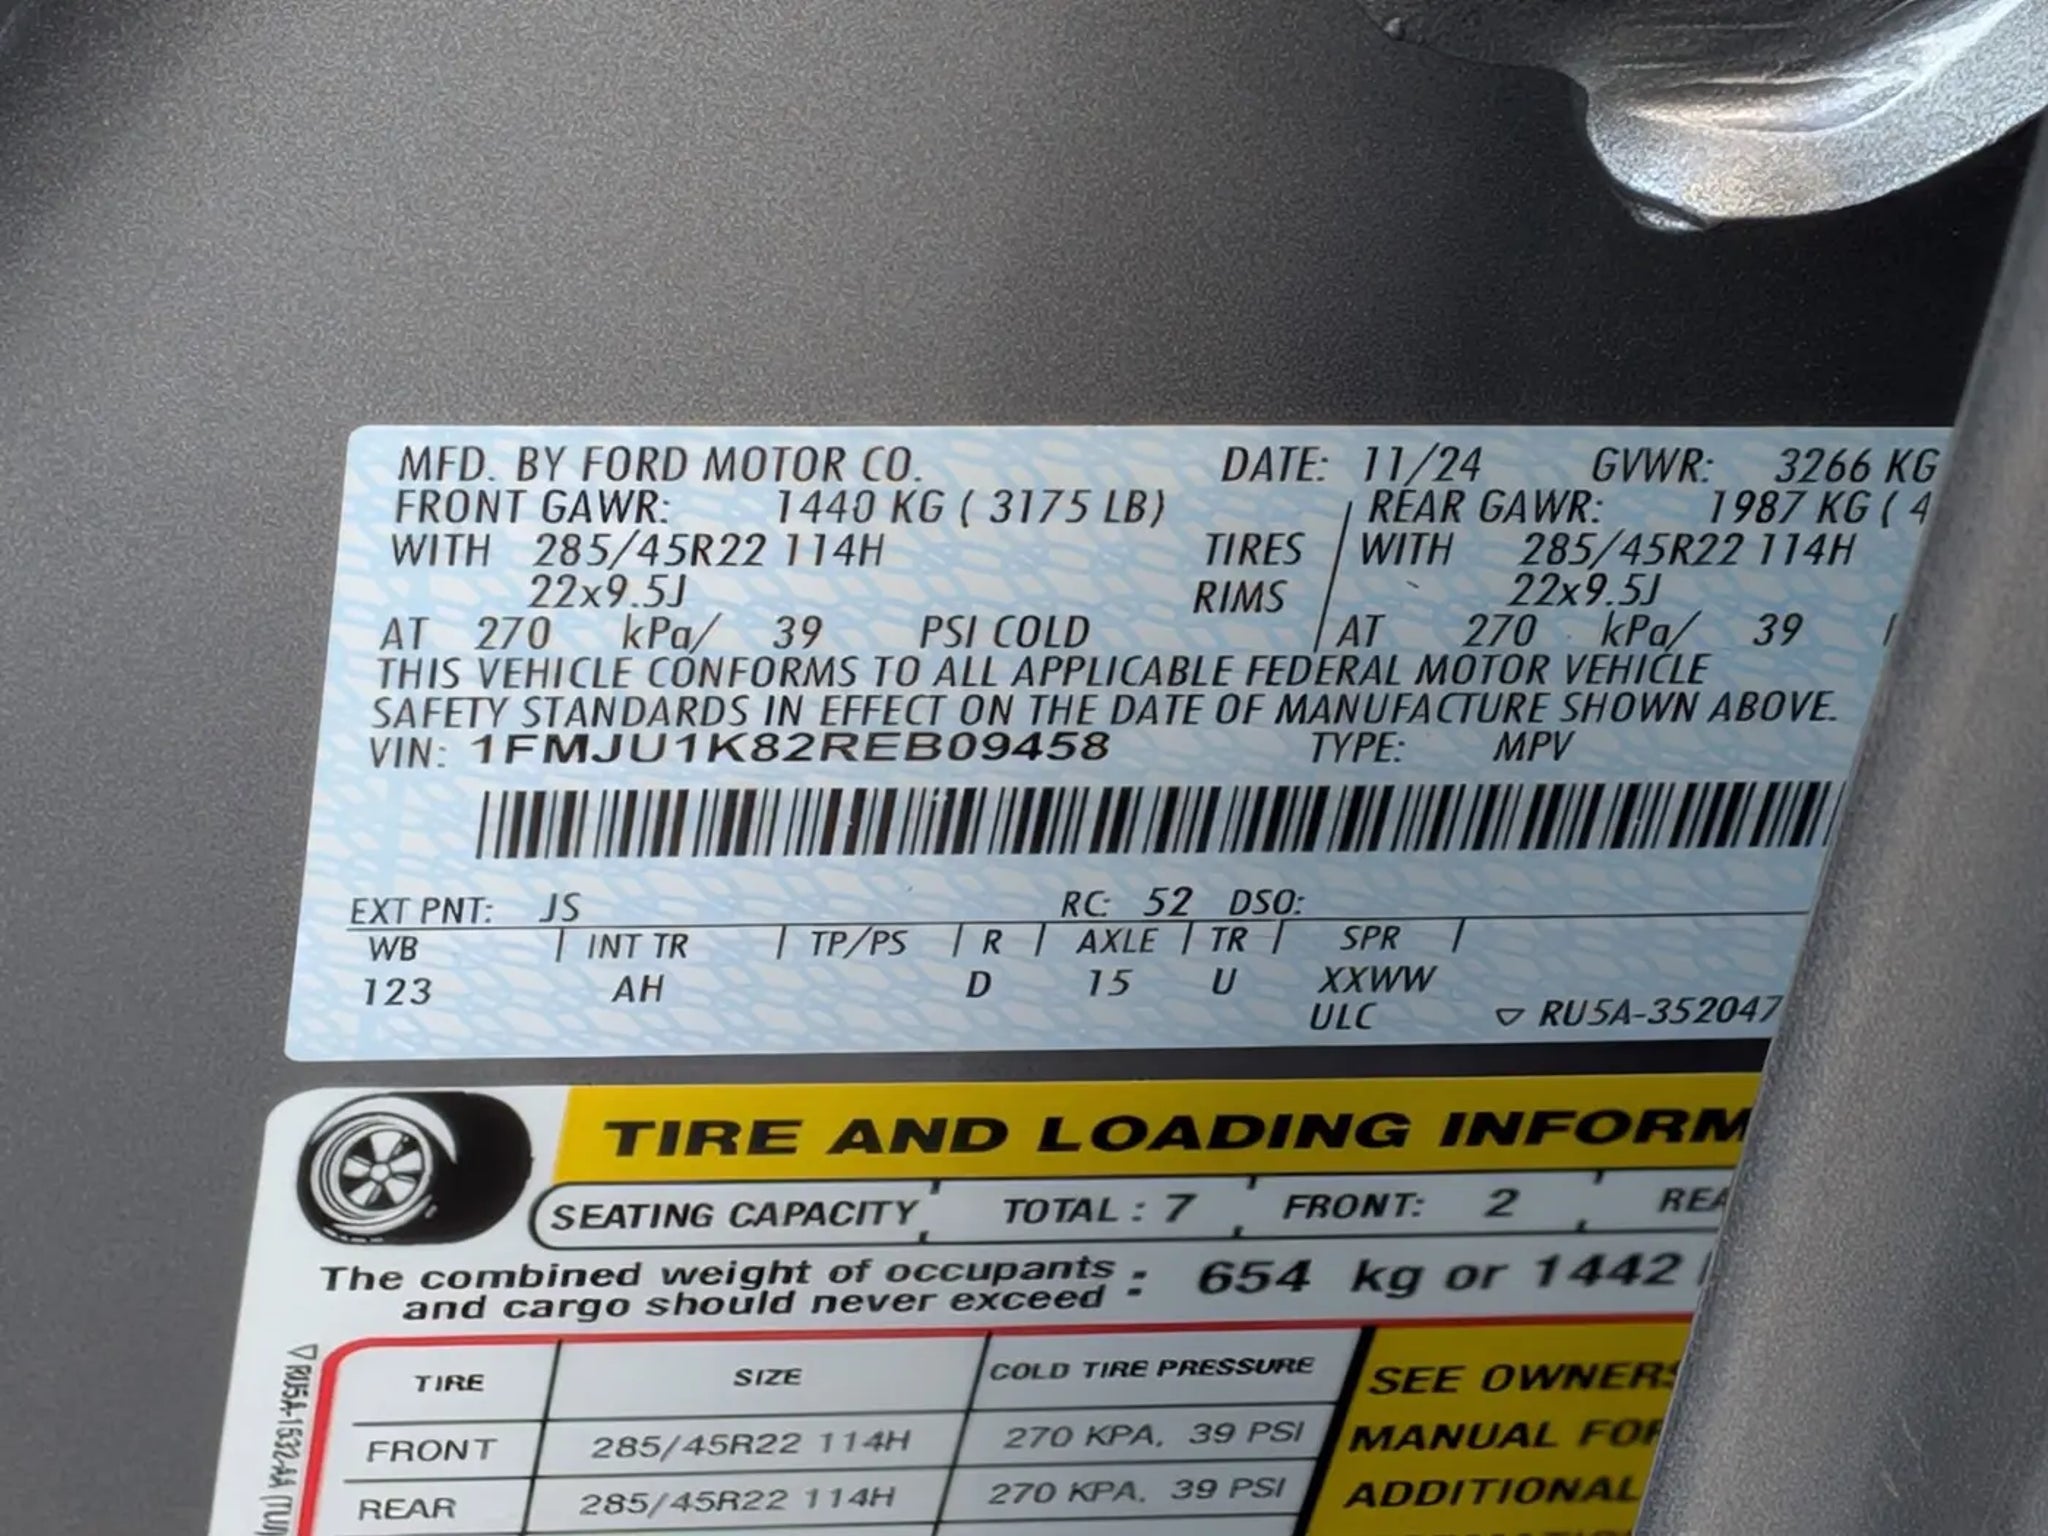 MFD. BY FORD MOTOR CO. DATE: 11/24 GVWR: 3266 KG
FRONT GAWR: 1440 KG ( 3175 LB) REAR GAWR: 1987 KG ( 4
WITH 285/45R22 114H TIRES WITH 285/45R22 114H
22x9.5J RIMS 22x9.5J
AT 270 kPa/ 39 PSI COLD AT 270 kPa/ 39
THIS VEHICLE CONFORMS TO ALL APPLICABLE FEDERAL MOTOR VEHICLE
SAFETY STANDARDS IN EFFECT ON THE DATE OF MANUFACTURE SHOWN ABOVE.
VIN: 1FMJU1K82REB09458 TYPE: MPV
EXT PNT: JS RC: 52 DSO:
WB INT TR TP/PS R AXLE TR SPR
123 AH D 15 U XXWW
ULC RU5A-352047
TIRE AND LOADING INFORM
SEATING CAPACITY TOTAL : 7 FRONT: 2 REA
The combined weight of occupants
and cargo should never exceed : 654 kg or 1442
TIRE SIZE COLD TIRE PRESSURE
FRONT 285/45R22 114H 270 KPA, 39 PSI
REAR 285/45R22 114H 270 KPA, 39 PSI
SEE OWNERS
MANUAL FOR
ADDITIONAL
RU5A-1532-AA